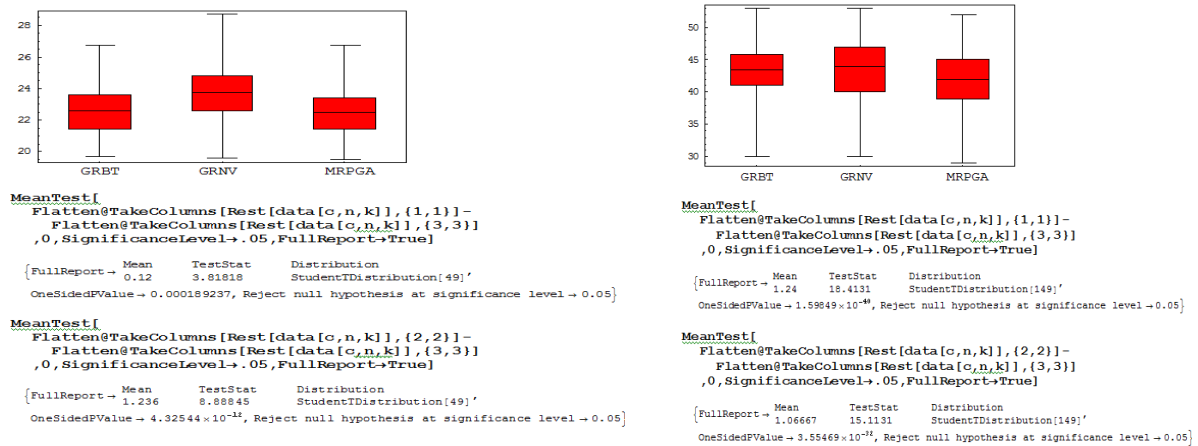 28
26
24
22
20
GRBT GRNV MRPGA
MeanTest[
Flatten@TakeColumns[Rest[data[c,n,k]],{1,1}]-
Flatten@TakeColumns[Rest[data[c,n,k]],{3,3}]
,0,SignificanceLevel→.05,FullReport→True]
{FullReport → Mean TestStat Distribution
0.12 3.81818 StudentTDistribution[49]'
OneSidedPValue → 0.000189237, Reject null hypothesis at significance level → 0.05}
MeanTest[
Flatten@TakeColumns[Rest[data[c,n,k]],{2,2}]-
Flatten@TakeColumns[Rest[data[c,n,k]],{3,3}]
,0,SignificanceLevel→.05,FullReport→True]
{FullReport → Mean TestStat Distribution
1.236 8.88845 StudentTDistribution[49]'
OneSidedPValue → 4.32544×10⁻¹², Reject null hypothesis at significance level → 0.05}
50
45
40
35
30
GRBT GRNV MRPGA
MeanTest[
Flatten@TakeColumns[Rest[data[c,n,k]],{1,1}]-
Flatten@TakeColumns[Rest[data[c,n,k]],{3,3}]
,0,SignificanceLevel→.05,FullReport→True]
{FullReport → Mean TestStat Distribution
1.24 18.4131 StudentTDistribution[149]'
OneSidedPValue → 1.59849×10⁻⁴⁰, Reject null hypothesis at significance level → 0.05}
MeanTest[
Flatten@TakeColumns[Rest[data[c,n,k]],{2,2}]-
Flatten@TakeColumns[Rest[data[c,n,k]],{3,3}]
,0,SignificanceLevel→.05,FullReport→True]
{FullReport → Mean TestStat Distribution
1.06667 15.1131 StudentTDistribution[149]'
OneSidedPValue → 3.55469×10⁻³², Reject null hypothesis at significance level → 0.05}